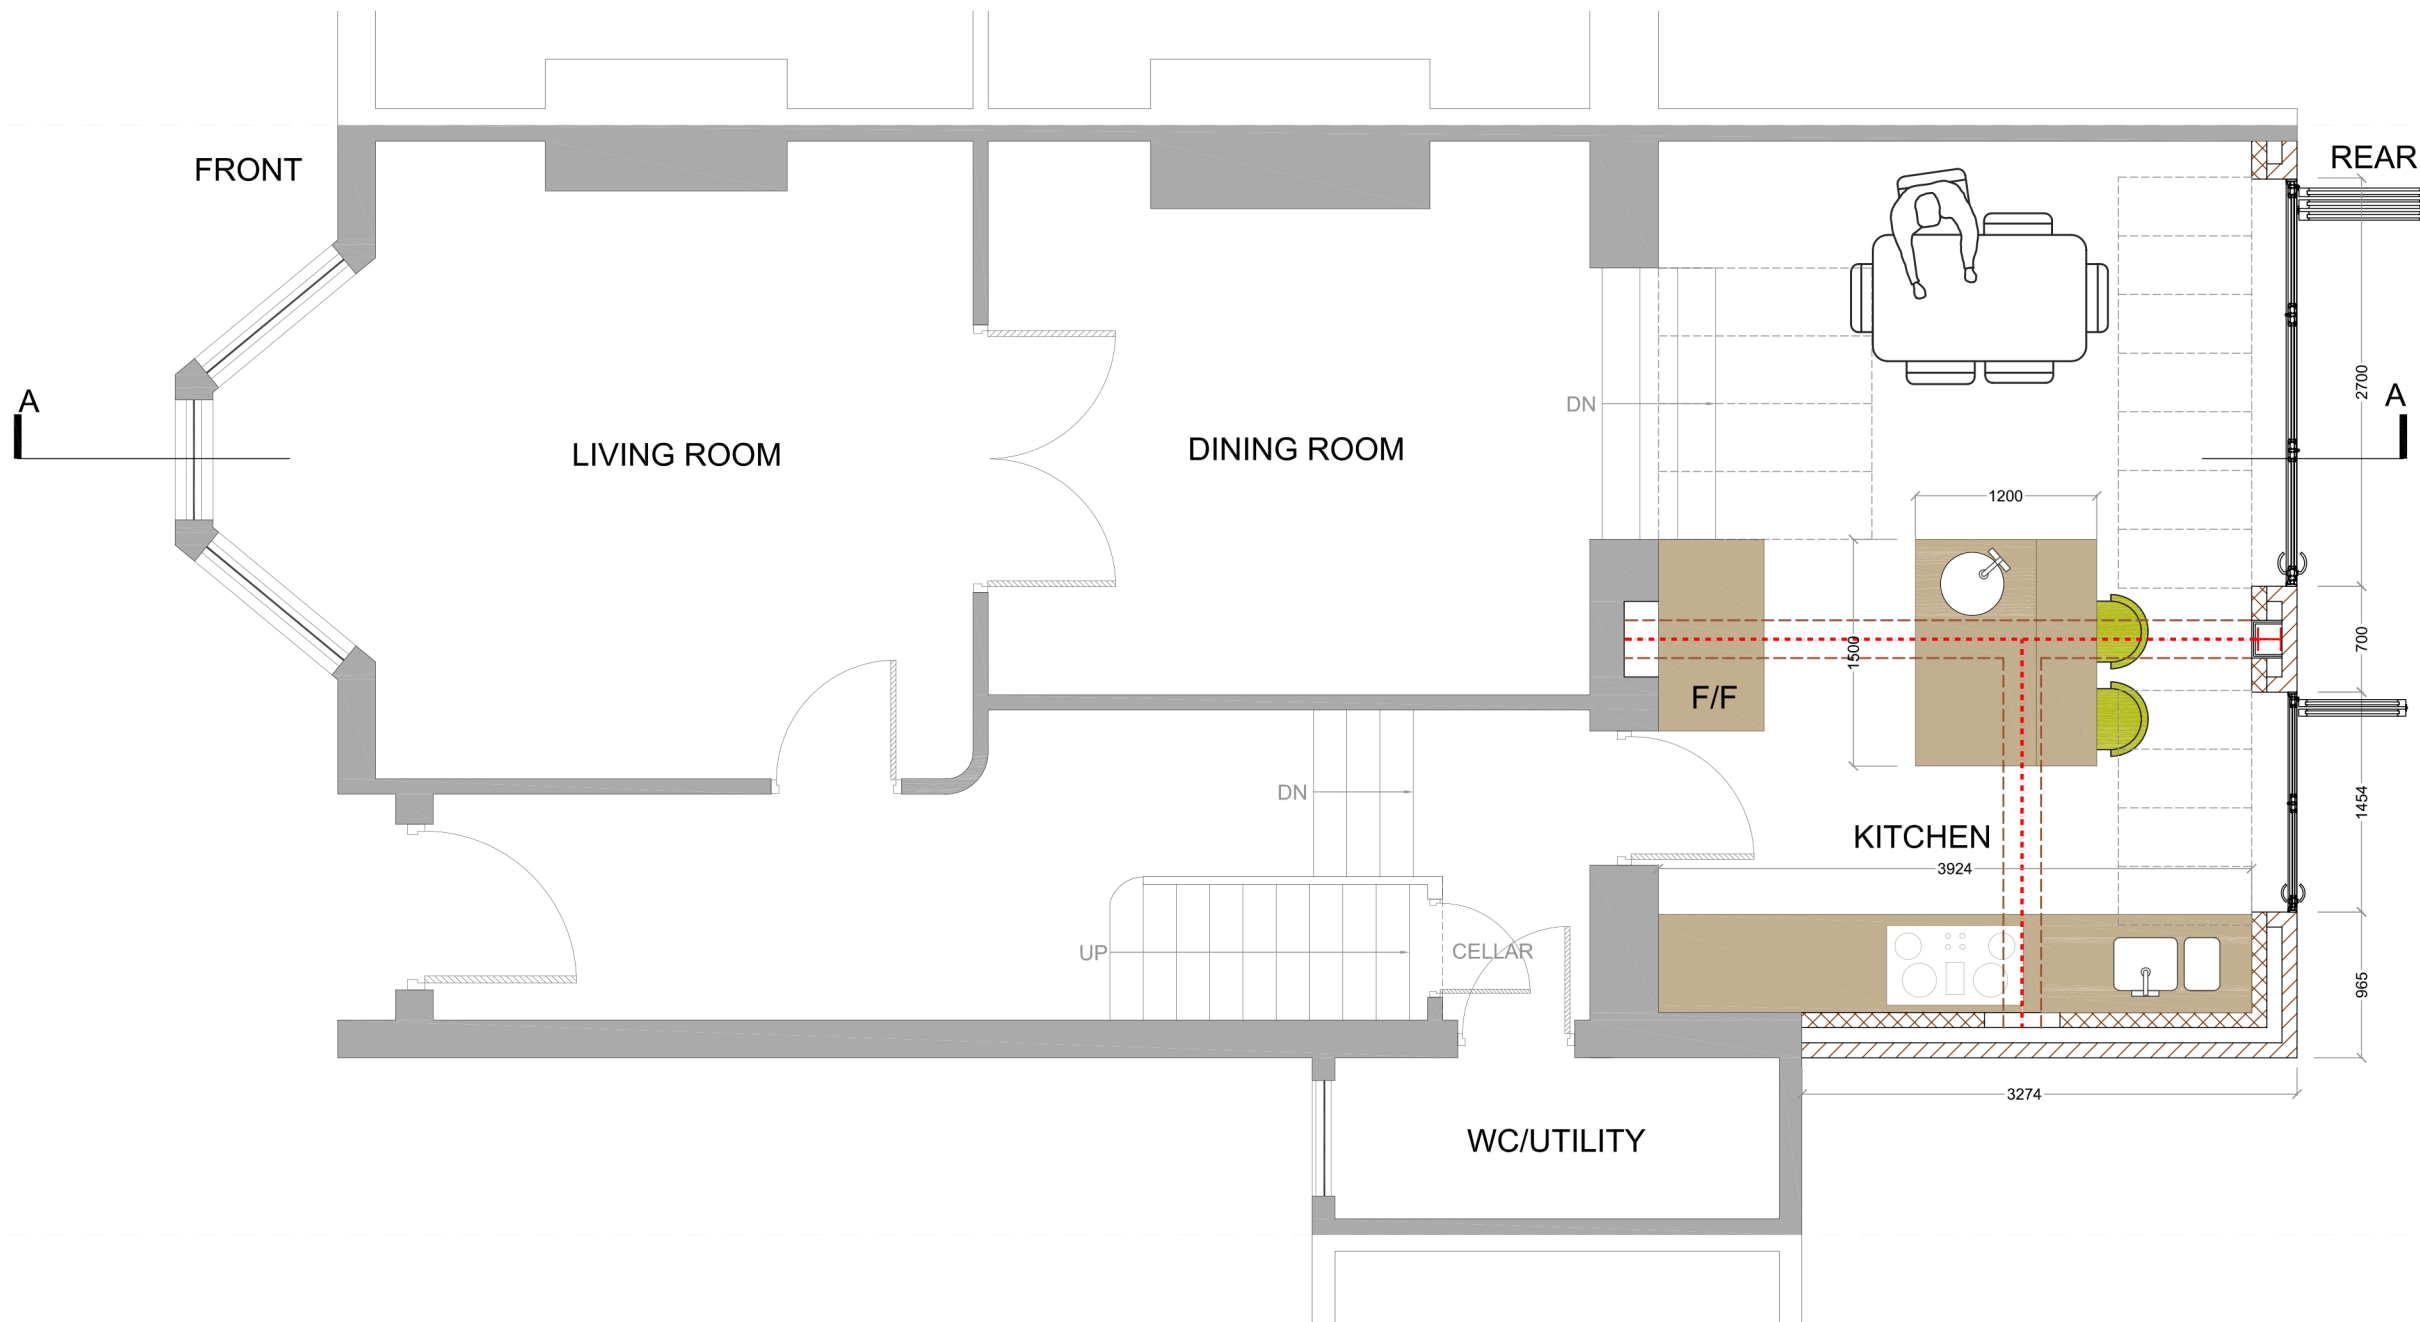 FRONT
REAR
A
A
2700
DN
LIVING ROOM
DINING ROOM
1200
1500
700
F/F
DN
1454
KITCHEN
3924
UP
CELLAR
965
3274
WC/UTILITY